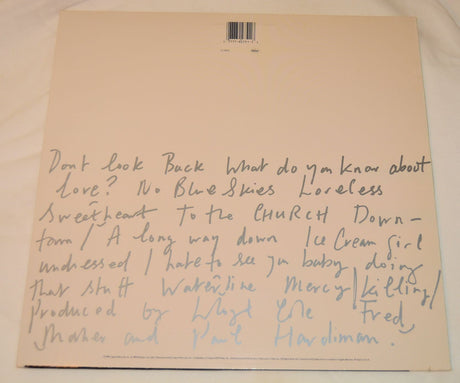 Dont look Back What do you know about
love? No Blue Skies Loveless
Sweetheart To the CHURCH Down-
town/ A long way down Ice Cream girl
undressed I hate to see you baby doing
that stuff Waterline Mercy/killing/
Produced by Lloyd Cole Fred
Maher and Paul Hardiman.